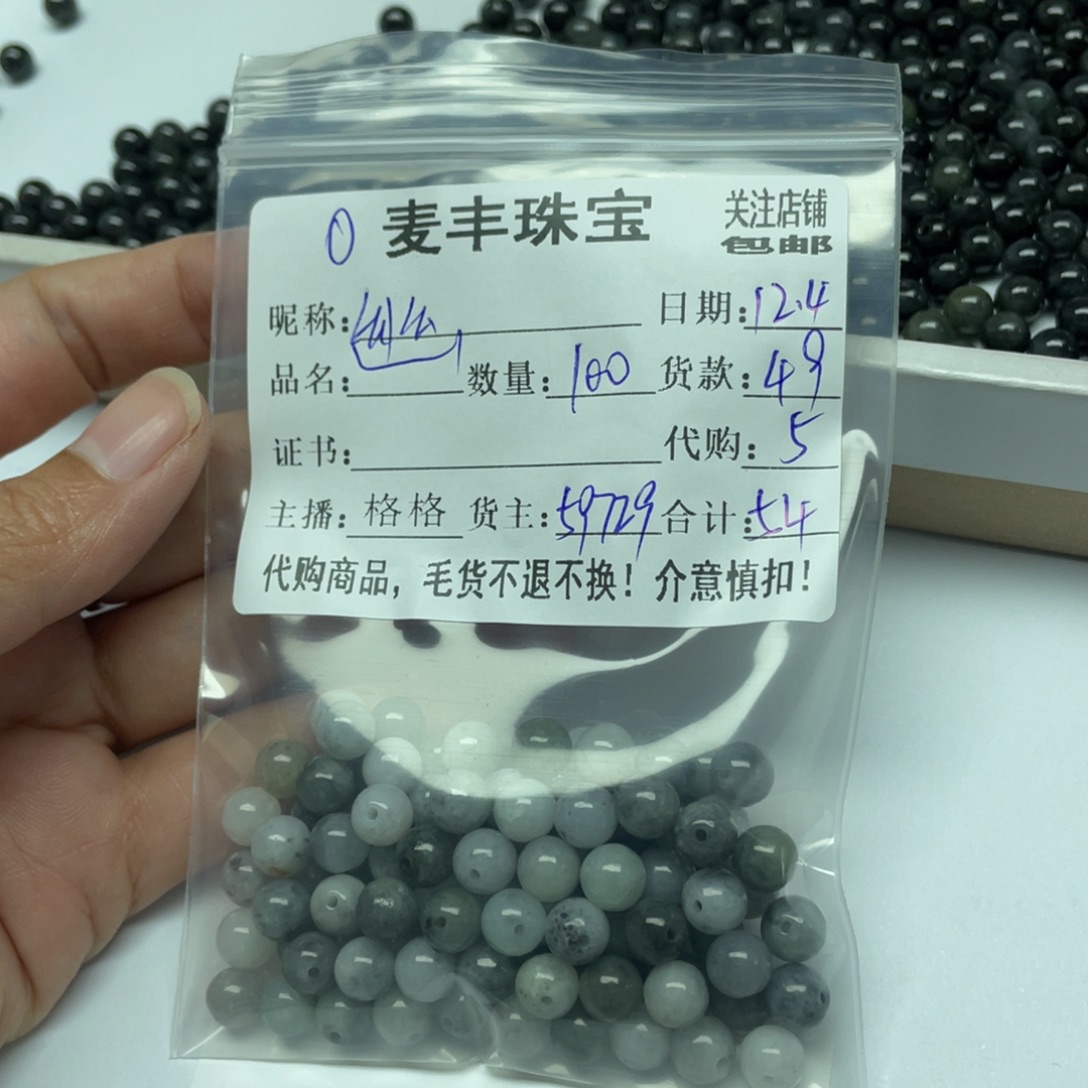 0 麦丰珠宝 关注店铺
包邮
昵称: 日期:12.4
品名: 数量:100 货款:49
证书: 代购:5
主播:格格 货主:59729 合计:54
代购商品，毛货不退不换！介意慎扣！